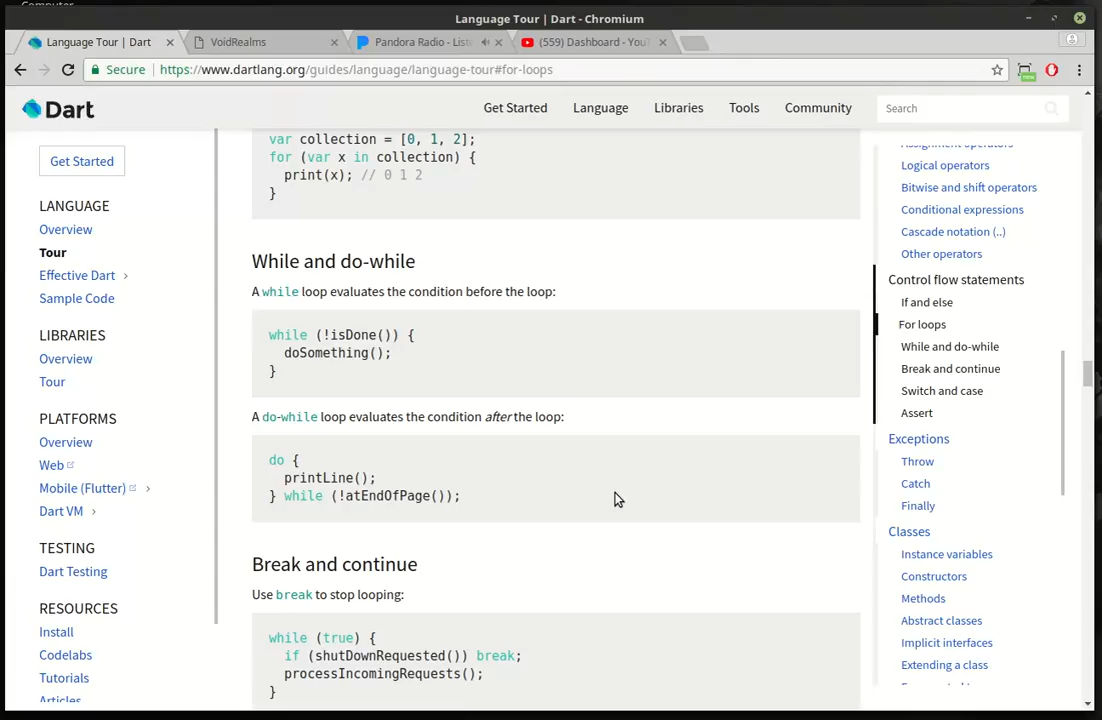 Language Tour | Dart - Chromium
Language Tour | Dart
VoidRealms
Pandora Radio - List
(559) Dashboard - You
Secure | https://www.dartlang.org/guides/language/language-tour#for-loops
Dart
Get Started
Language
Libraries
Tools
Community
Search
Get Started
LANGUAGE
Overview
Tour
Effective Dart
Sample Code
LIBRARIES
Overview
Tour
PLATFORMS
Overview
Web
Mobile (Flutter)
Dart VM
TESTING
Dart Testing
RESOURCES
Install
Codelabs
Tutorials
Articles
var collection = [0, 1, 2];
for (var x in collection) {
print(x); // 0 1 2
}
While and do-while
A while loop evaluates the condition before the loop:
while (!isDone()) {
doSomething();
}
A do-while loop evaluates the condition after the loop:
do {
printLine();
} while (!atEndOfPage());
Break and continue
Use break to stop looping:
while (true) {
if (shutDownRequested()) break;
processIncomingRequests();
}
Assignment operators
Logical operators
Bitwise and shift operators
Conditional expressions
Cascade notation (..)
Other operators
Control flow statements
If and else
For loops
While and do-while
Break and continue
Switch and case
Assert
Exceptions
Throw
Catch
Finally
Classes
Instance variables
Constructors
Methods
Abstract classes
Implicit interfaces
Extending a class